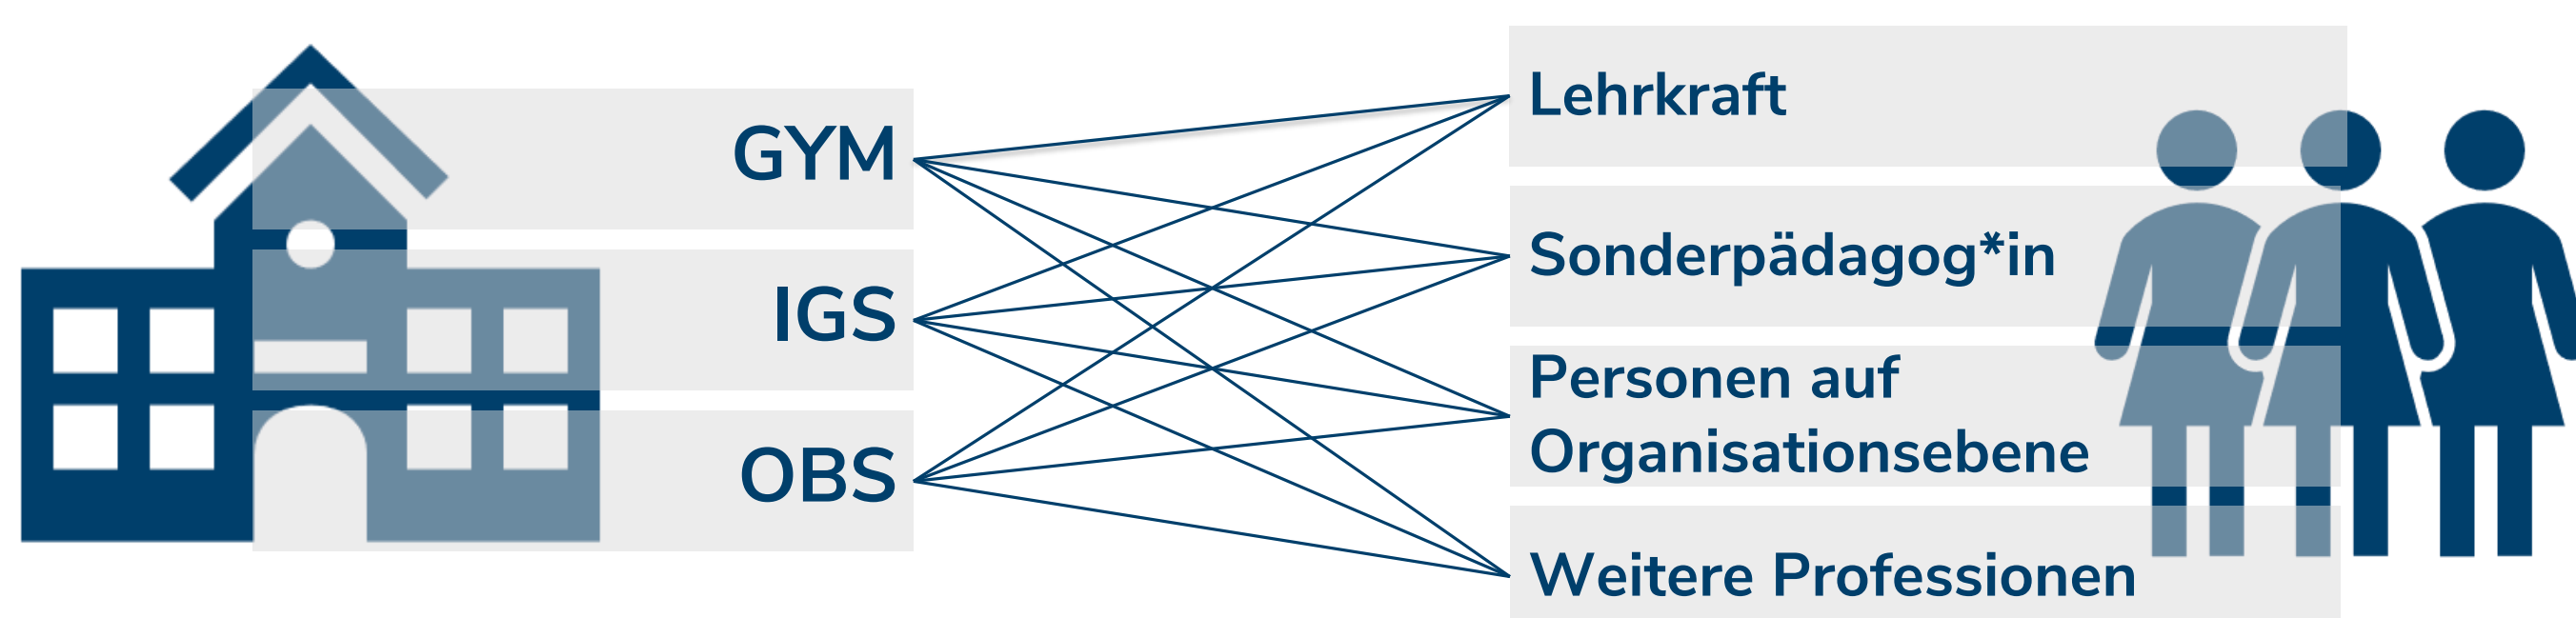 GYM
IGS
OBS
Lehrkraft
Sonderpädagog*in
Personen auf
Organisationsebene
Weitere Professionen